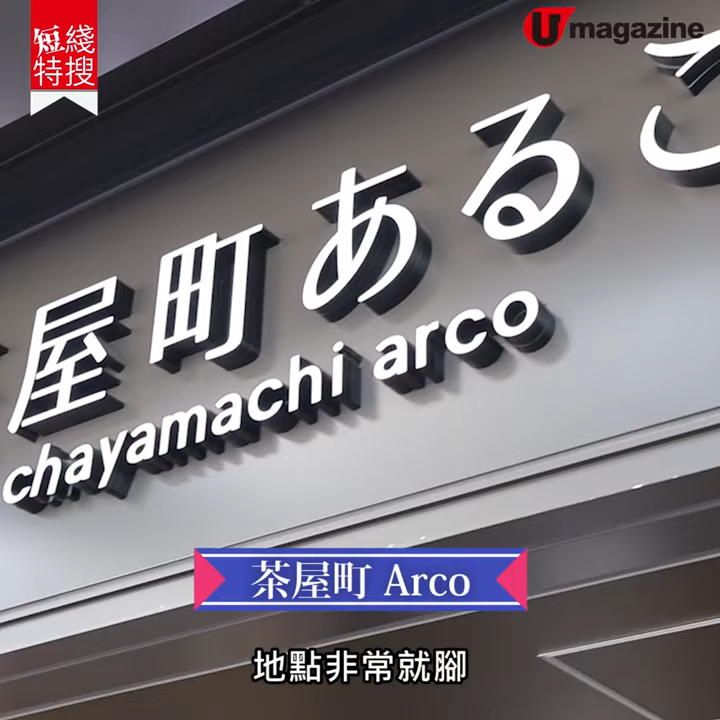 短綫
特搜
U magazine
屋町あるこ
chayamachi arco
茶屋町 Arco
地點非常就腳